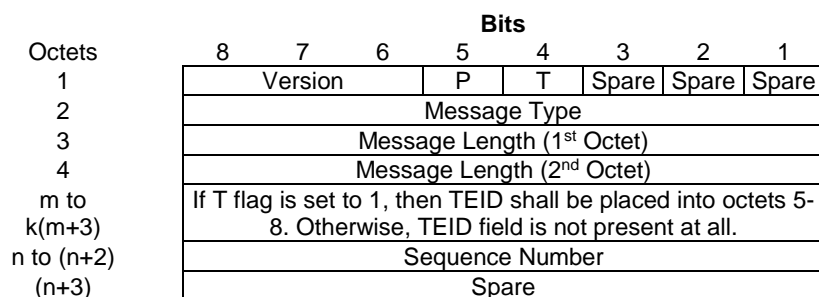 Bits
Octets 8 7 6 5 4 3 2 1
1 Version P T Spare Spare Spare
2 Message Type
3 Message Length (1st Octet)
4 Message Length (2nd Octet)
m to k(m+3) If T flag is set to 1, then TEID shall be placed into octets 5-
8. Otherwise, TEID field is not present at all.
n to (n+2) Sequence Number
(n+3) Spare